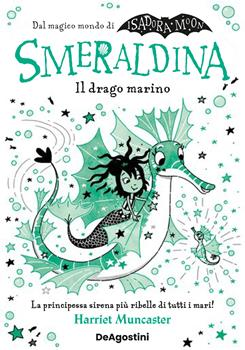 Dal magico mondo di ISADORA MOON
SMERALDINA
Il drago marino
La principessa sirena più ribelle di tutti i mari!
Harriet Muncaster
DeAGOSTINI